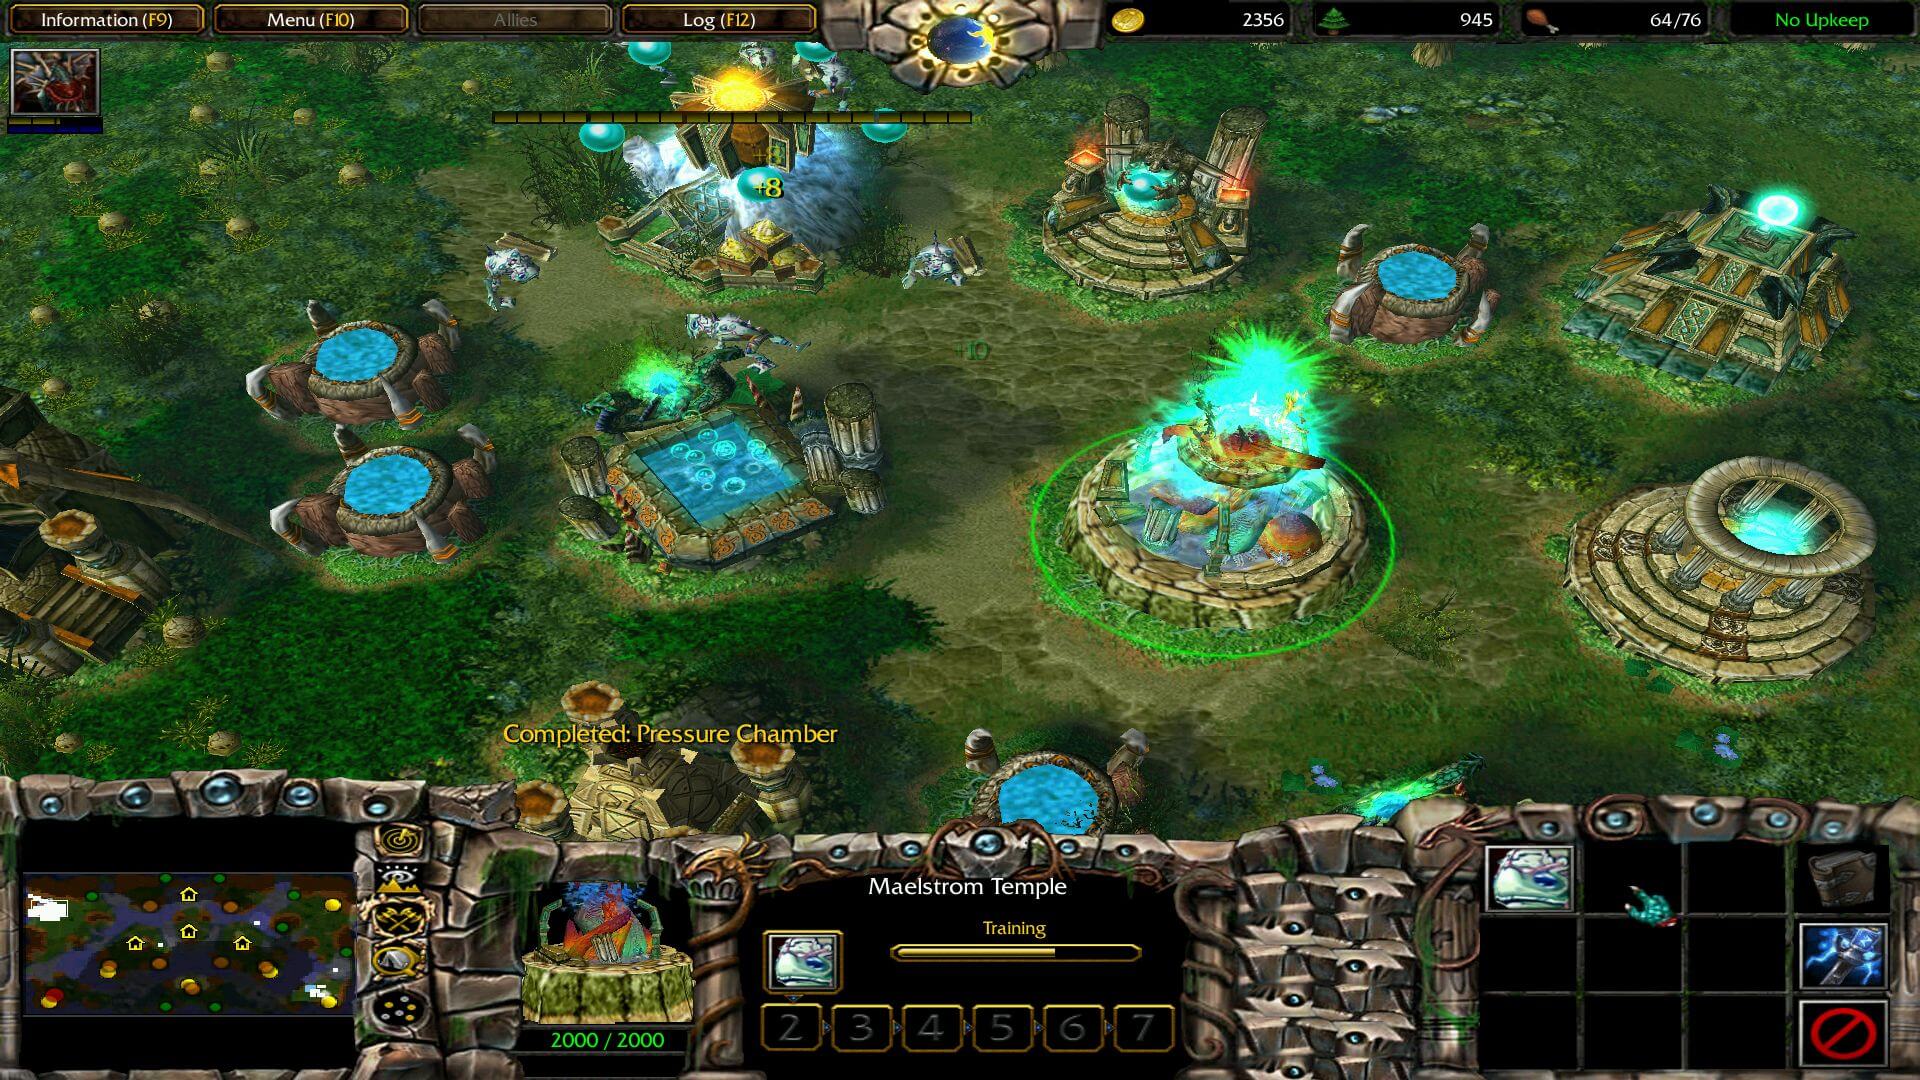 Information (F9) Menu (F10) Allies Log (F12) 2356 945 64/76 No Upkeep
+8
+8
+10
Completed: Pressure Chamber
Maelstrom Temple
Training
2 3 4 5 6 7
2000 / 2000